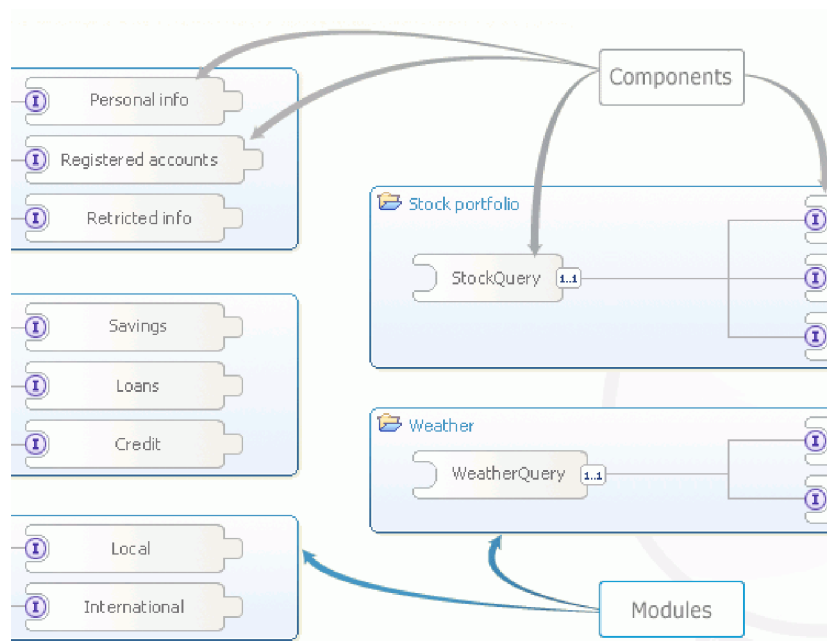 Components
Personal info
Registered accounts
Retricted info
Stock portfolio
StockQuery
1..1
Savings
Loans
Credit
Weather
WeatherQuery
1..1
Local
International
Modules
I
I
I
I
I
I
I
I
I
I
I
I
I